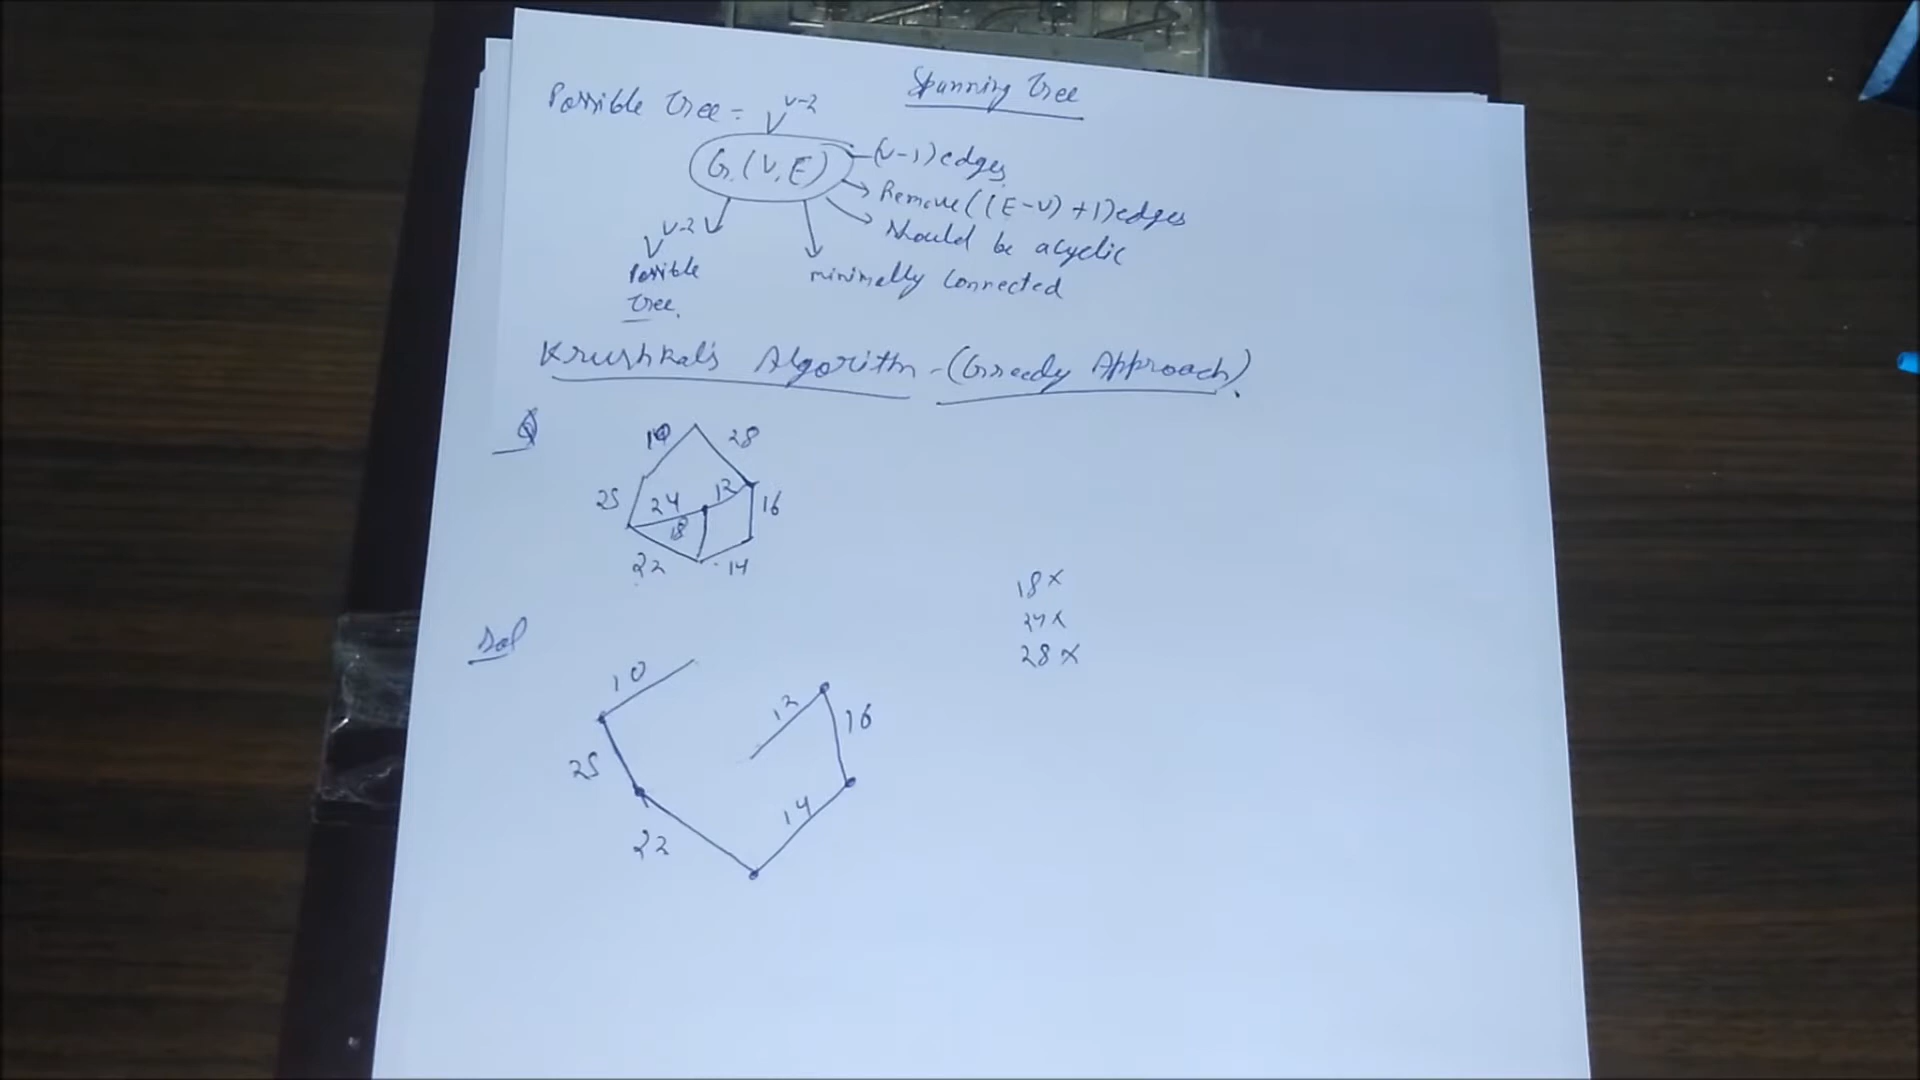 Spanning Tree
Possible Tree = V^v-2
G(V,E)
(v-1) edges
Remove ((E-V)+1) edges
Should be acyclic
minimally connected
V^v-2
Possible
Tree.
Krushkal's Algorithm - (Greedy Approach).
Q
10 28
25 24 12 16
18
22 14
18 x
24 x
28 x
Sol
10
12 16
25
14
22